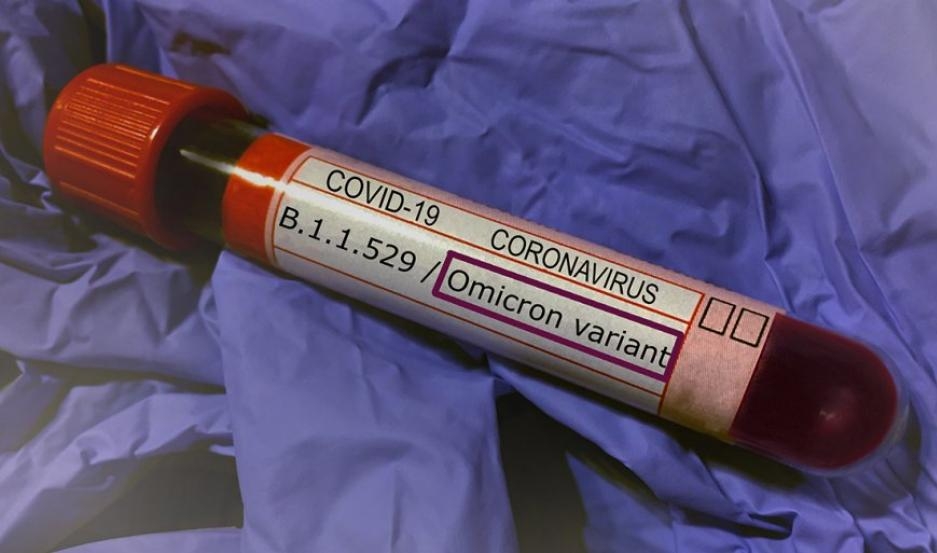 COVID-19 CORONAVIRUS
B.1.1.529 / Omicron variant